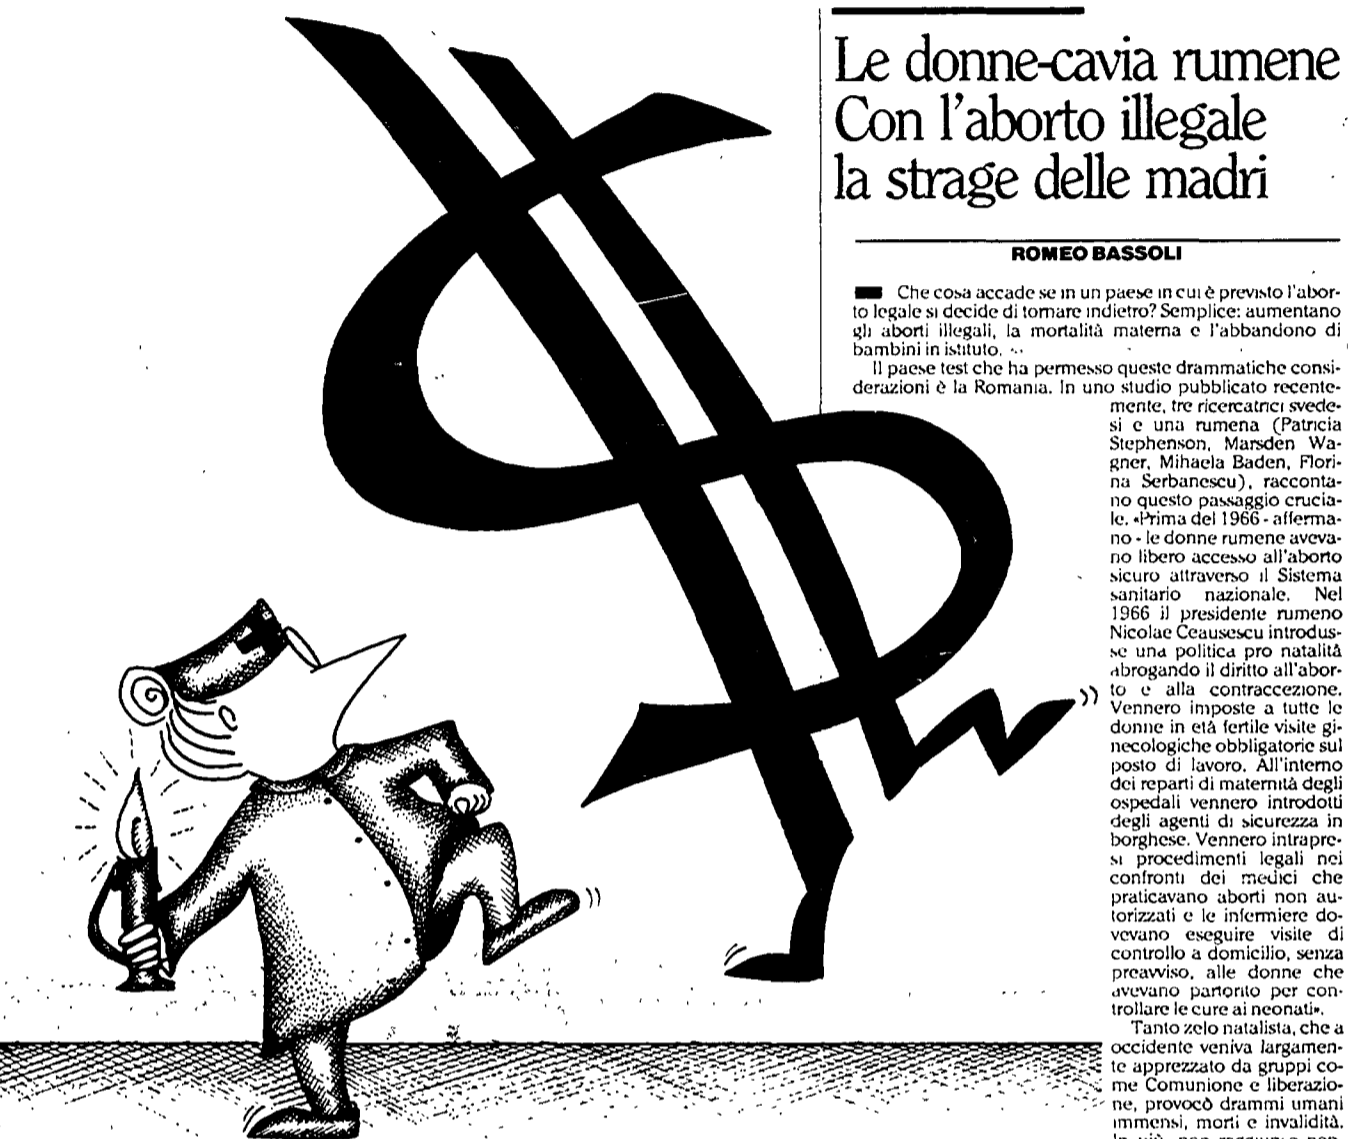 Le donne-cavia rumene
Con l'aborto illegale
la strage delle madri
ROMEO BASSOLI
Che cosa accade se in un paese in cui è previsto l'abor-
to legale si decide di tornare indietro? Semplice: aumentano
gli aborti illegali, la mortalità materna e l'abbandono di
bambini in istituto.
Il paese test che ha permesso queste drammatiche consi-
derazioni è la Romania. In uno studio pubblicato recente-
mente, tre ricercatrici svede-
si e una rumena (Patricia
Stephenson, Marsden Wa-
gner, Mihaela Baden, Flori-
na Serbanescu), racconta-
no questo passaggio crucia-
le. «Prima del 1966 - afferma-
no - le donne rumene aveva-
no libero accesso all'aborto
sicuro attraverso il Sistema
sanitario nazionale. Nel
1966 il presidente rumeno
Nicolae Ceausescu introdus-
se una politica pro natalità
abrogando il diritto all'abor-
to e alla contraccezione.
Vennero imposte a tutte le
donne in età fertile visite gi-
necologiche obbligatorie sul
posto di lavoro. All'interno
dei reparti di maternità degli
ospedali vennero introdotti
degli agenti di sicurezza in
borghese. Vennero intrapre-
si procedimenti legali nei
confronti dei medici che
praticavano aborti non au-
torizzati e le infermiere do-
vevano eseguire visite di
controllo a domicilio, senza
preavviso, alle donne che
avevano partorito per con-
trollare le cure ai neonati».
Tanto zelo natalista, che a
occidente veniva largamen-
te apprezzato da gruppi co-
me Comunione e liberazio-
ne, provocò drammi umani
immensi, morti e invalidità.